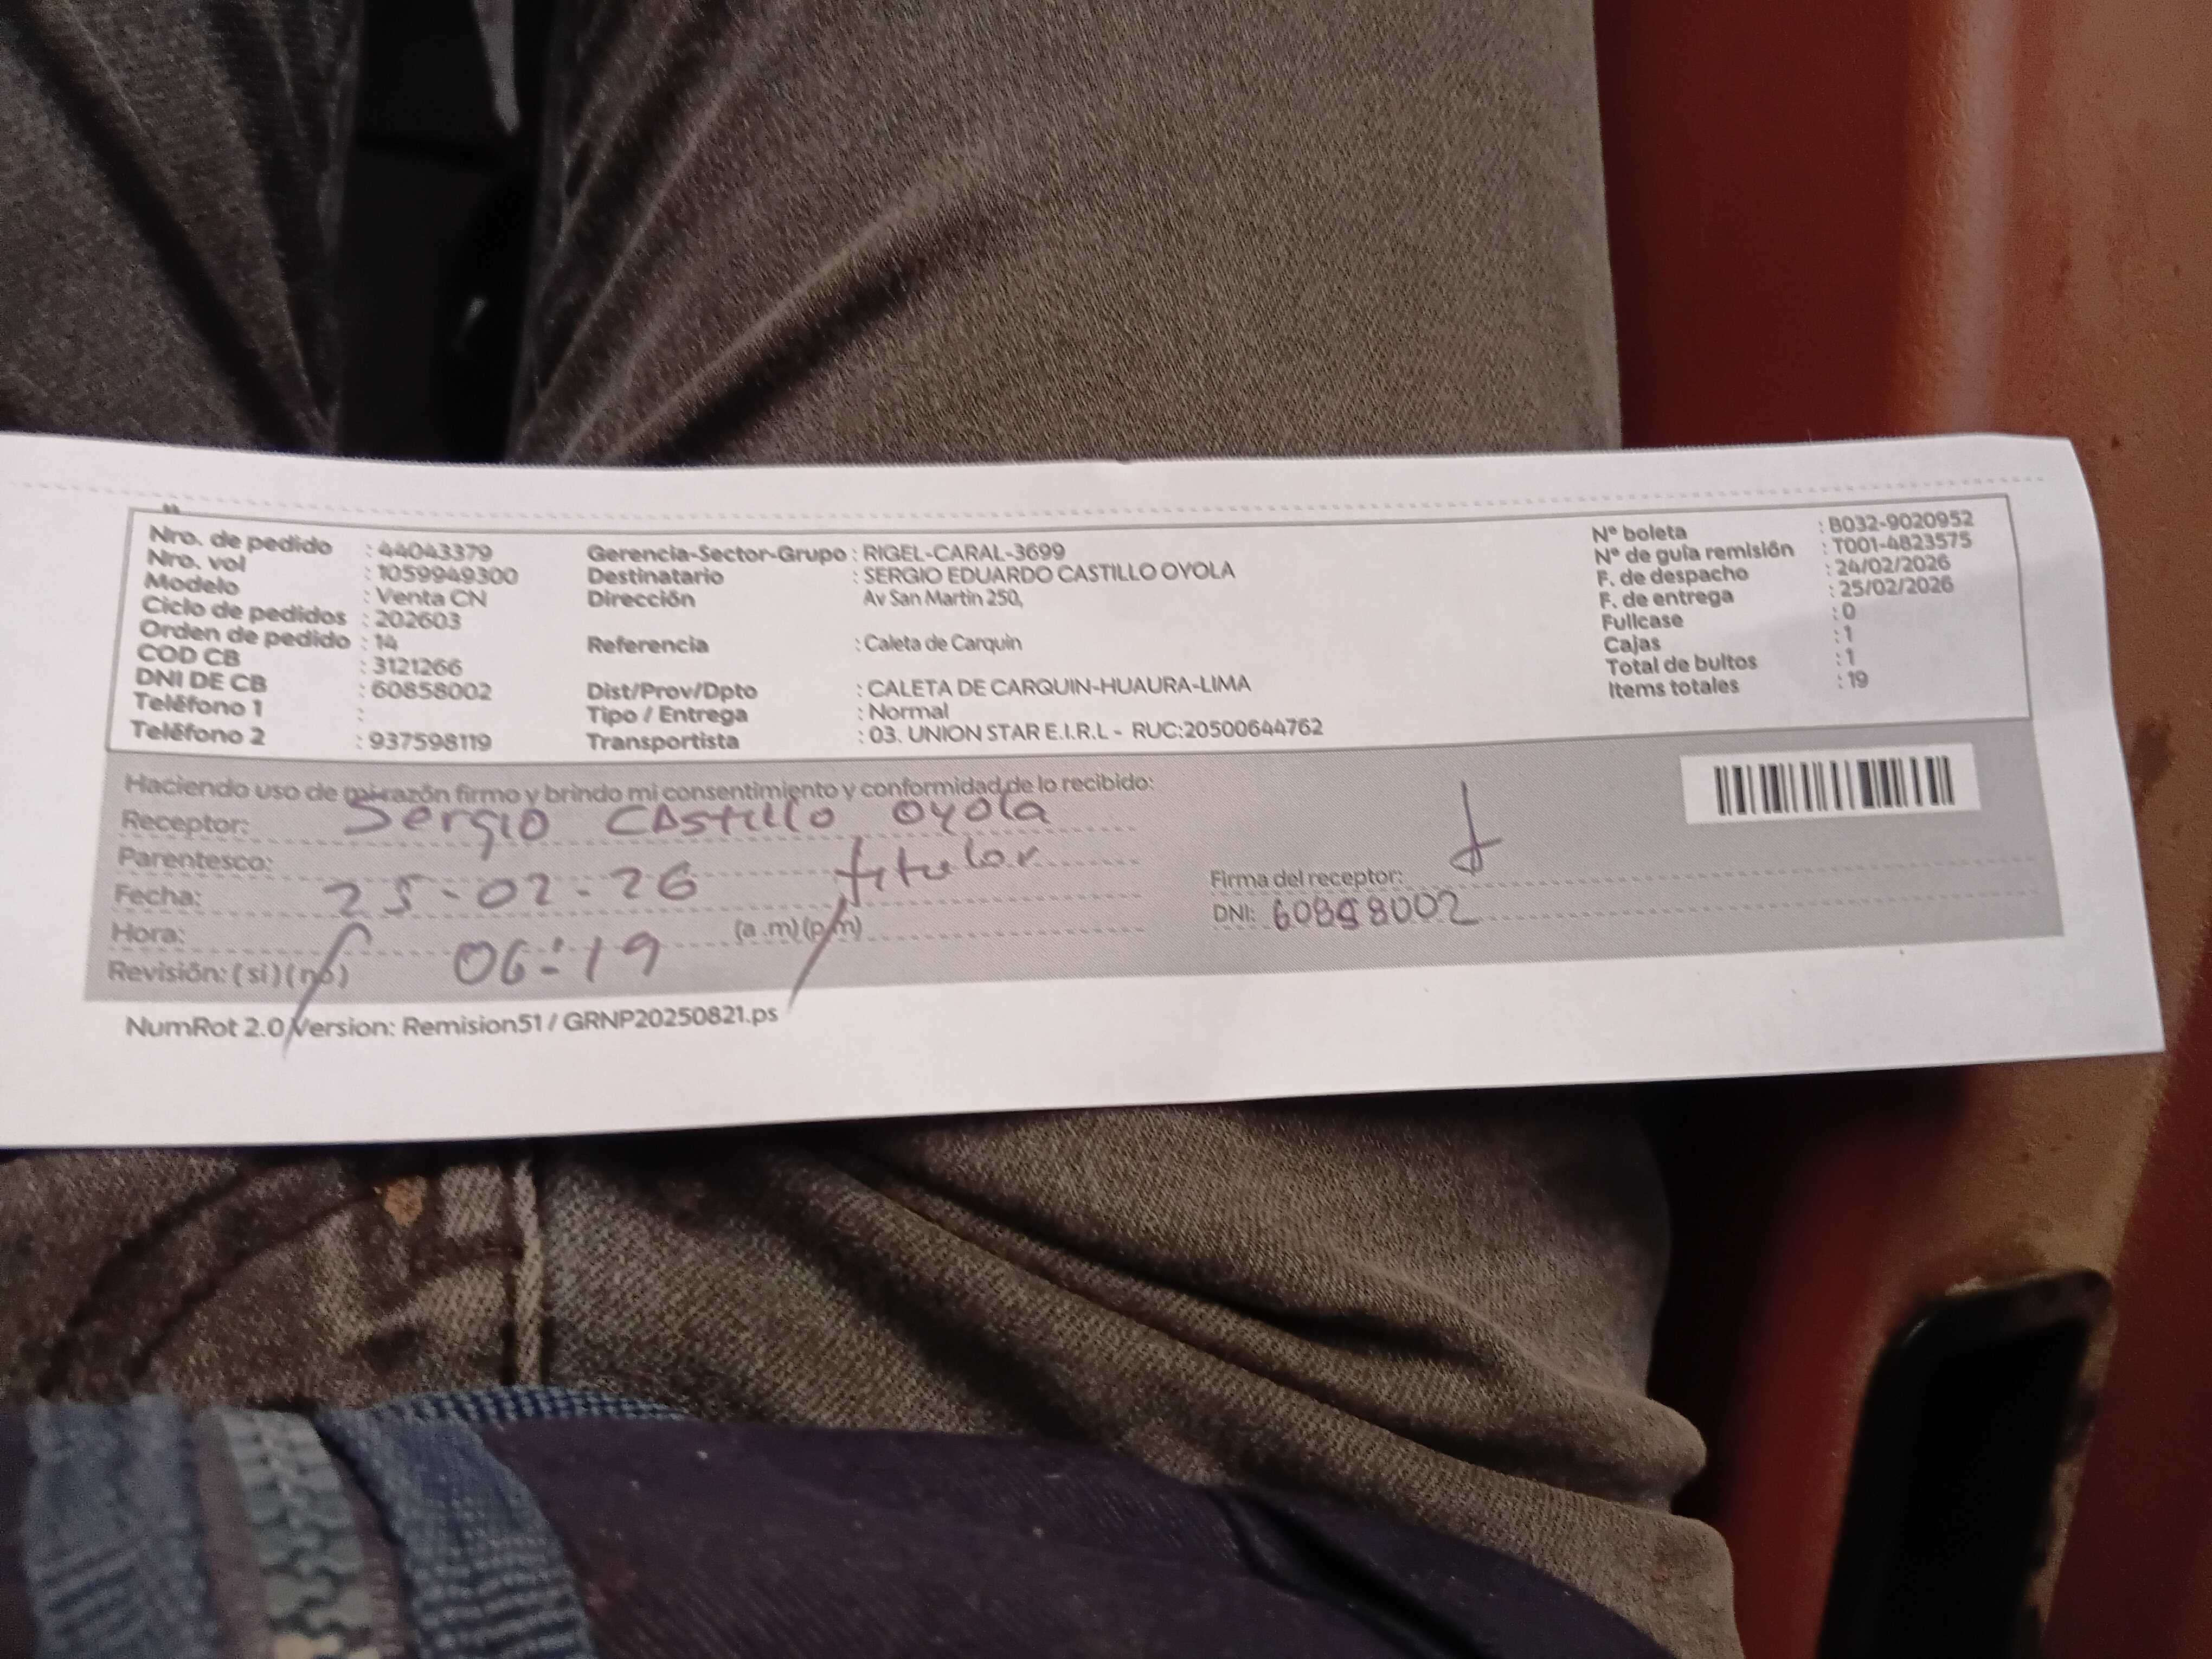 Nro. de pedido : 44043379
Nro. vol : 1059949300
Modelo : Venta CN
Ciclo de pedidos : 202603
Orden de pedido : 14
COD CB : 3121266
DNI DE CB : 60858002
Teléfono 1 :
Teléfono 2 : 937598119
Gerencia-Sector-Grupo : RIGEL-CARAL-3699
Destinatario : SERGIO EDUARDO CASTILLO OYOLA
Dirección Av San Martin 250,
Referencia : Caleta de Carquin
Dist/Prov/Dpto : CALETA DE CARQUIN-HUAURA-LIMA
Tipo / Entrega : Normal
Transportista : 03. UNION STAR E.I.R.L - RUC:20500644762
N° boleta : B032-9020952
N° de guía remisión : T001-4823575
F. de despacho : 24/02/2026
F. de entrega : 25/02/2026
Fullcase : 0
Cajas : 1
Total de bultos : 1
Items totales : 19
Haciendo uso de mi razón firmo y brindo mi consentimiento y conformidad de lo recibido:
Receptor: Sergio CAstillo Oyola
Parentesco: titular
Fecha: 25-02-26
Hora: 06:19 (a .m) (p.m)
Revisión: ( si ) ( no )
Firma del receptor:
DNI: 60858002
NumRot 2.0 Version: Remision51 / GRNP20250821.ps